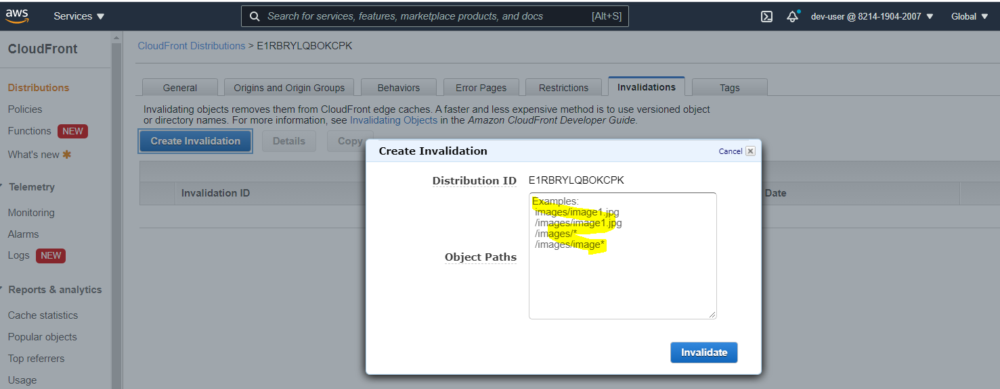 aws
Services
Search for services, features, marketplace products, and docs [Alt+S]
dev-user @ 8214-1904-2007
Global
CloudFront
Distributions
Policies
Functions NEW
What's new
Telemetry
Monitoring
Alarms
Logs NEW
Reports & analytics
Cache statistics
Popular objects
Top referrers
Usage
CloudFront Distributions > E1RBRYLQBOKCPK
General
Origins and Origin Groups
Behaviors
Error Pages
Restrictions
Invalidations
Tags
Invalidating objects removes them from CloudFront edge caches. A faster and less expensive method is to use versioned object
or directory names. For more information, see Invalidating Objects in the Amazon CloudFront Developer Guide.
Create Invalidation
Details
Copy
Invalidation ID
Date
Create Invalidation
Cancel
Distribution ID E1RBRYLQBOKCPK
Object Paths
Examples:
images/image1.jpg
/images/image1.jpg
/images/*
/images/image*
Invalidate